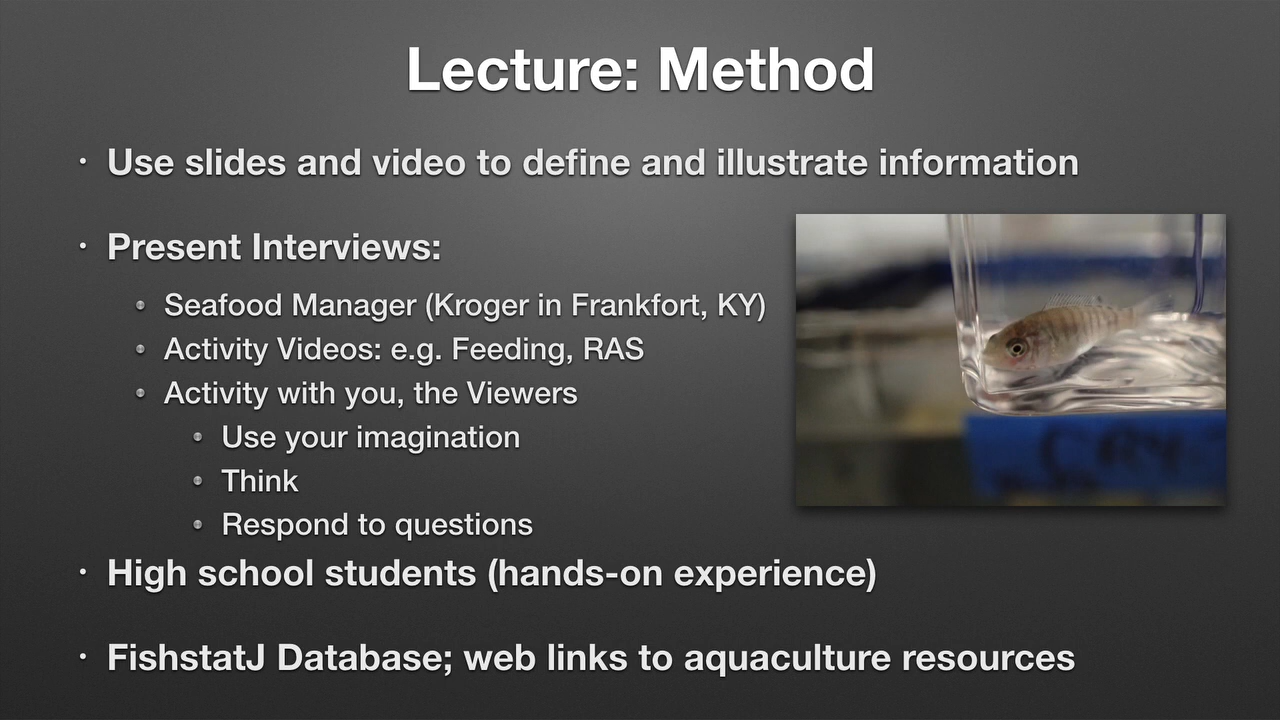 Lecture: Method
• Use slides and video to define and illustrate information
• Present Interviews:
• Seafood Manager (Kroger in Frankfort, KY)
• Activity Videos: e.g. Feeding, RAS
• Activity with you, the Viewers
• Use your imagination
• Think
• Respond to questions
• High school students (hands-on experience)
• FishstatJ Database; web links to aquaculture resources